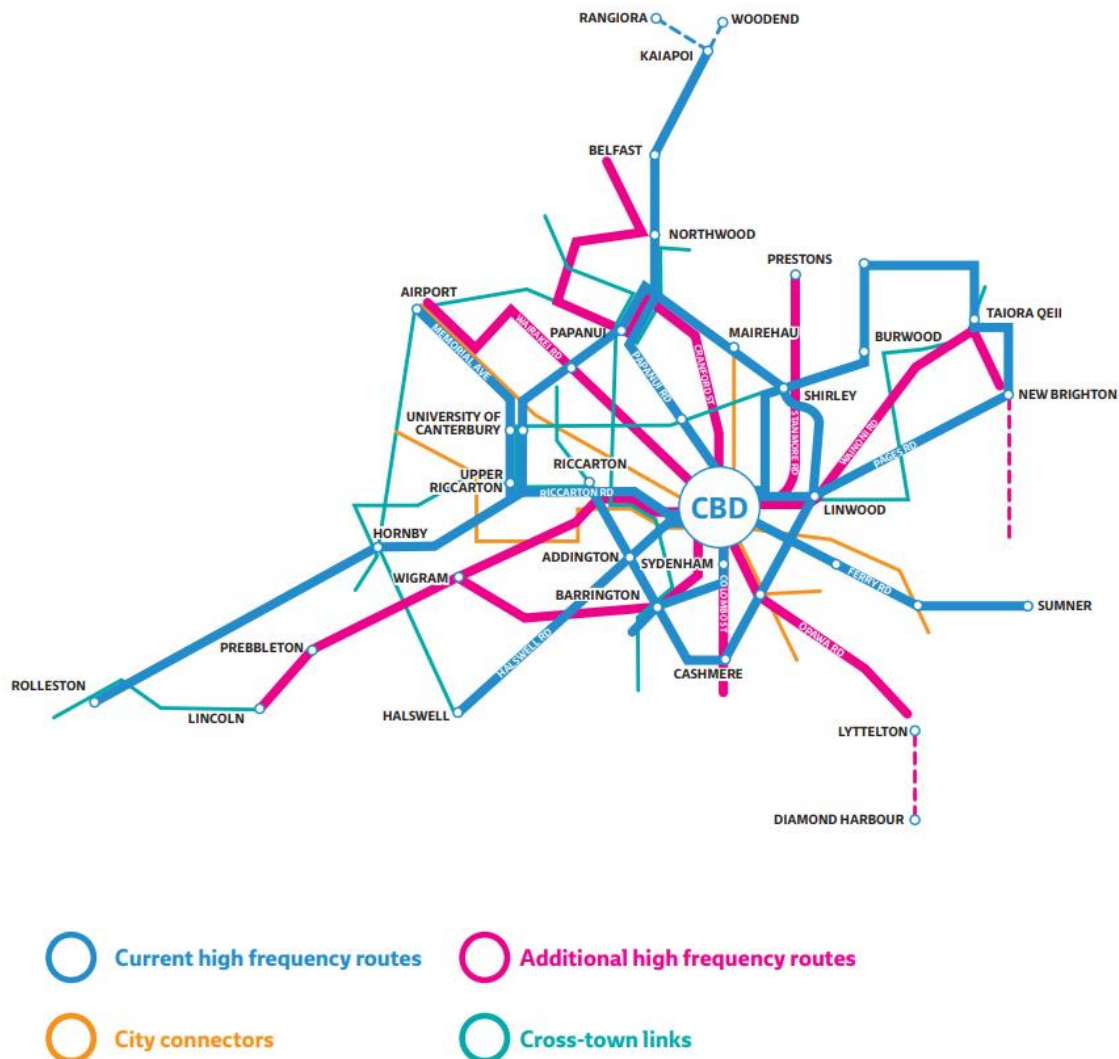 RANGIORA
WOODEND
KAIAPOI
BELFAST
NORTHWOOD
PRESTONS
AIRPORT
TAIORA QEII
WAIRAKEI RD
PAPANUI
MAIREHAU
BURWOOD
MEMORIAL AVE
CRANFORD ST
PAPANUI RD
SHIRLEY
NEW BRIGHTON
UNIVERSITY OF
CANTERBURY
STANMORE RD
WAINONI RD
PAGES RD
RICCARTON
UPPER
RICCARTON
RICCARTON RD
CBD
LINWOOD
HORNBY
ADDINGTON
SYDENHAM
WIGRAM
FERRY RD
BARRINGTON
COLOMBO ST
SUMNER
HALSWELL RD
OPAWA RD
PREBBLETON
CASHMERE
ROLLESTON
LINCOLN
HALSWELL
LYTTELTON
DIAMOND HARBOUR
Current high frequency routes
Additional high frequency routes
City connectors
Cross-town links